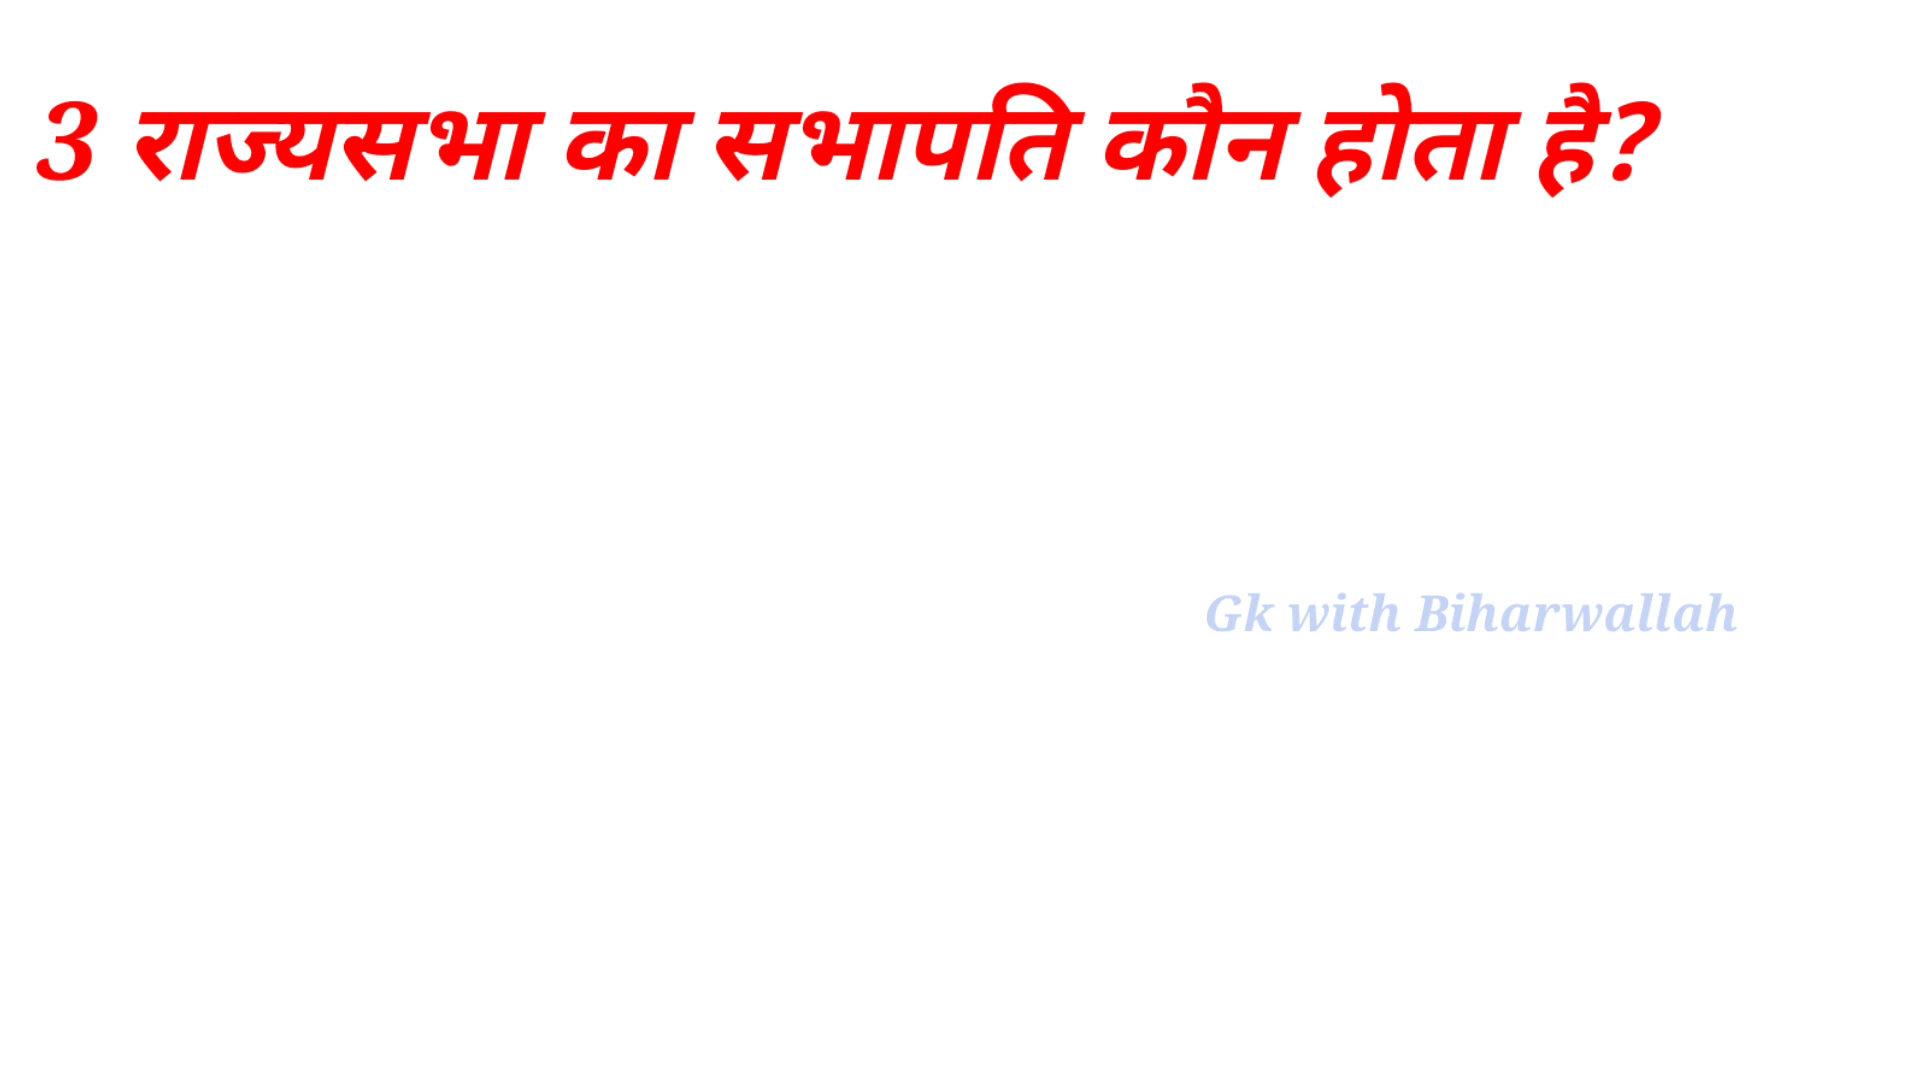 3 राज्यसभा का सभापति कौन होता है?
Gk with Biharwallah